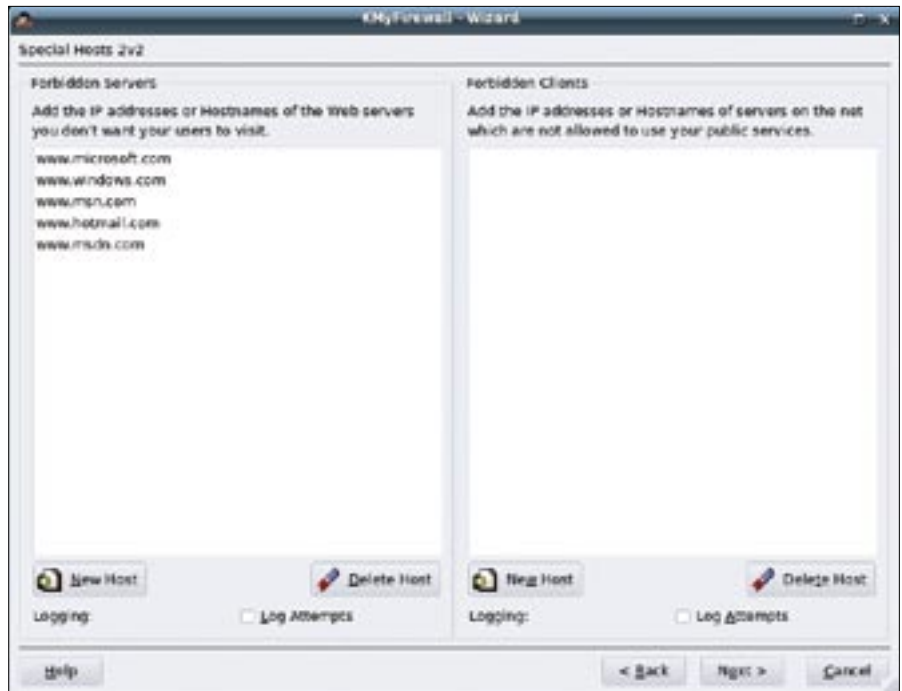 KMyFirewall - Wizard
Special Hosts 2v2
Forbidden Servers
Add the IP addresses or Hostnames of the Web servers
you don't want your users to visit.
www.microsoft.com
www.windows.com
www.msn.com
www.hotmail.com
www.msdn.com
New Host
Delete Host
Logging:
Log Attempts
Forbidden Clients
Add the IP addresses or Hostnames of servers on the net
which are not allowed to use your public services.
New Host
Delete Host
Logging:
Log Attempts
Help
< Back
Next >
Cancel